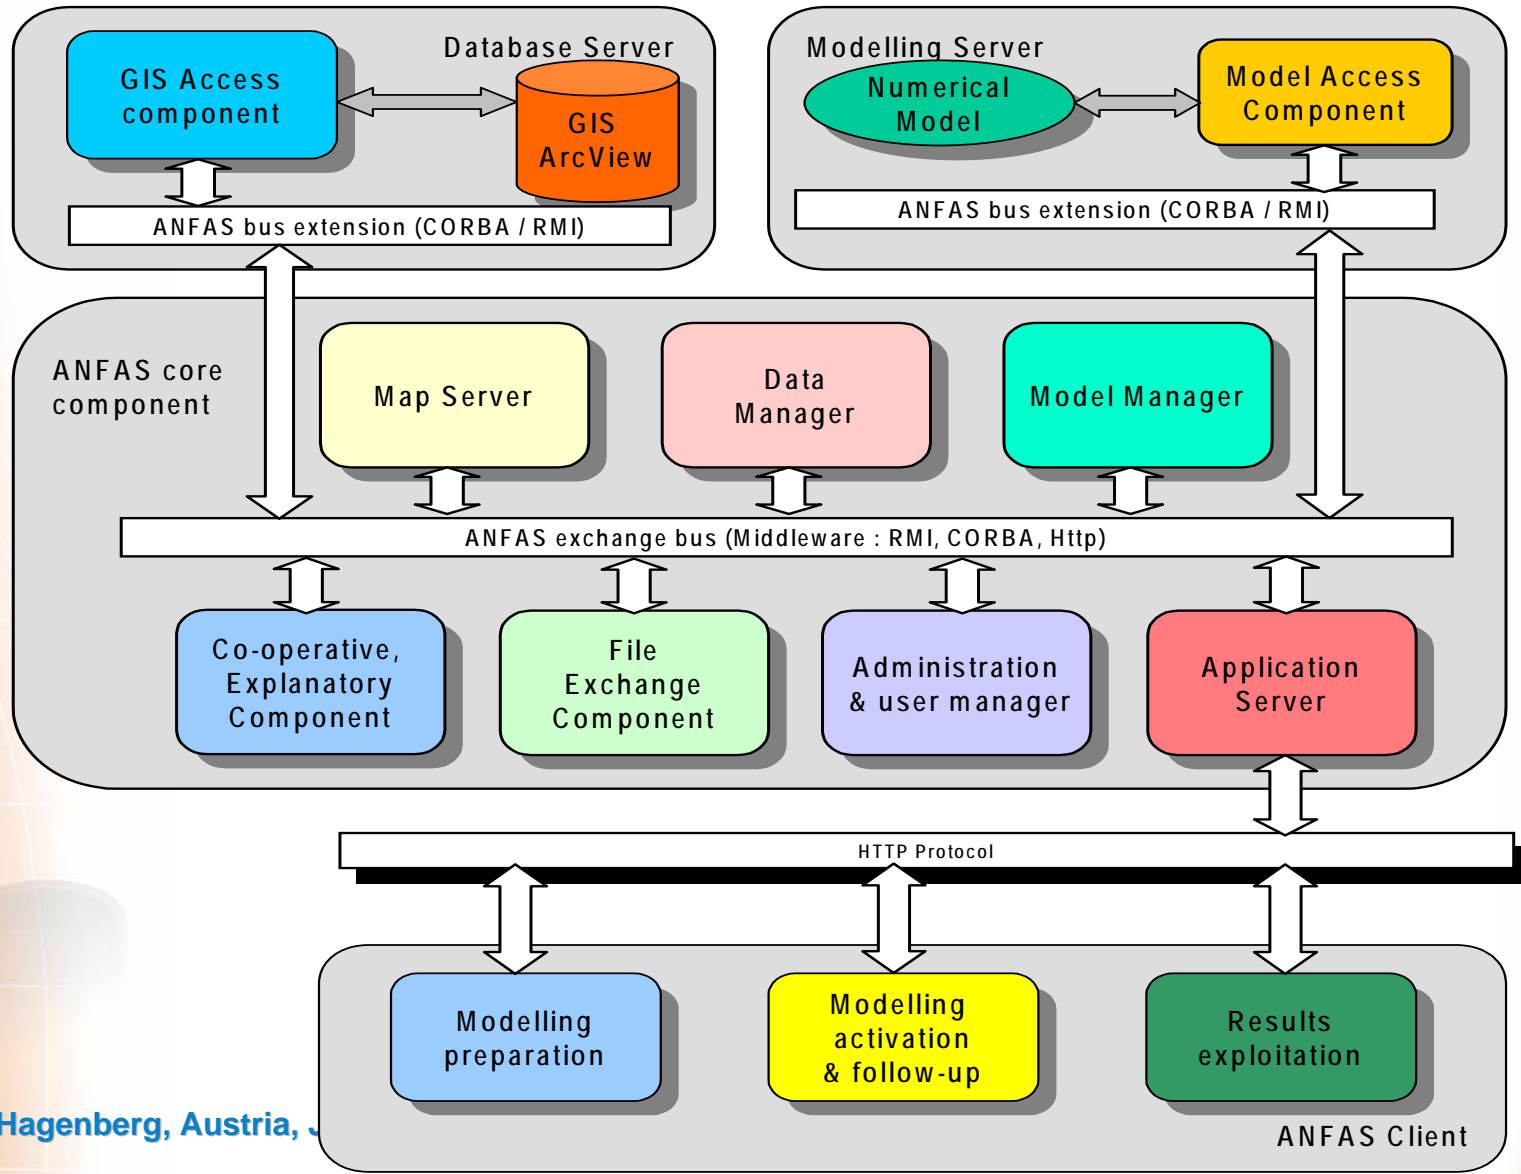 Database Server
GIS Access
component
GIS
ArcView
ANFAS bus extension (CORBA / RMI)
Modelling Server
Numerical
Model
Model Access
Component
ANFAS bus extension (CORBA / RMI)
ANFAS core
component
Map Server
Data
Manager
Model Manager
ANFAS exchange bus (Middleware : RMI, CORBA, Http)
Co-operative,
Explanatory
Component
File
Exchange
Component
Administration
& user manager
Application
Server
HTTP Protocol
Modelling
preparation
Modelling
activation
& follow-up
Results
exploitation
ANFAS Client
Hagenberg, Austria,